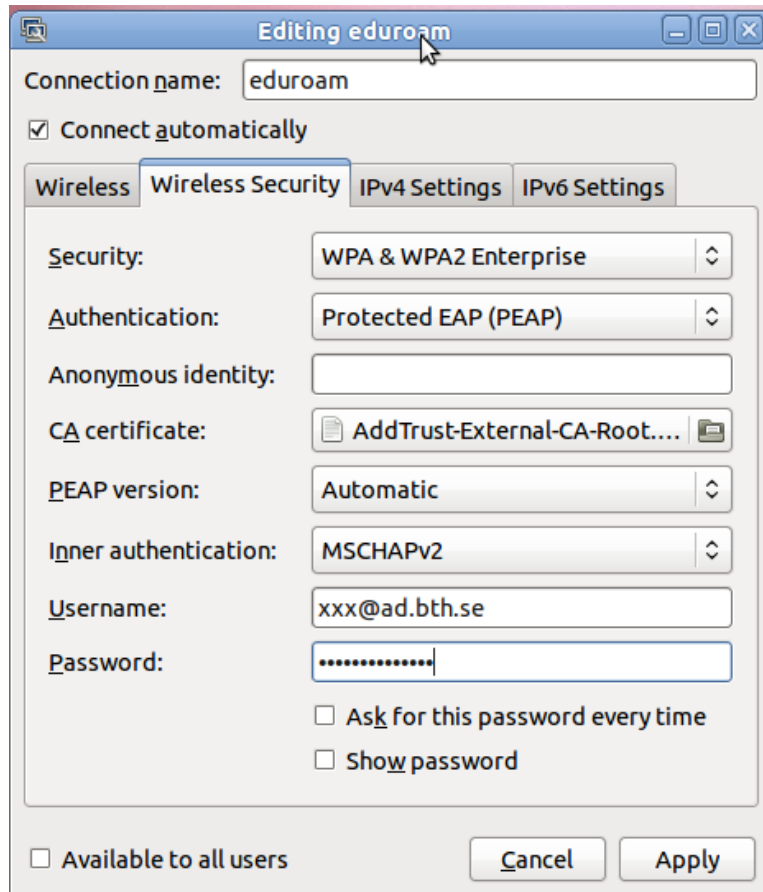 Editing eduroam
Connection name: eduroam
Connect automatically
Wireless Wireless Security IPv4 Settings IPv6 Settings
Security: WPA & WPA2 Enterprise
Authentication: Protected EAP (PEAP)
Anonymous identity:
CA certificate: AddTrust-External-CA-Root....
PEAP version: Automatic
Inner authentication: MSCHAPv2
Username: xxx@ad.bth.se
Password: ••••••••••••••
Ask for this password every time
Show password
Available to all users Cancel Apply